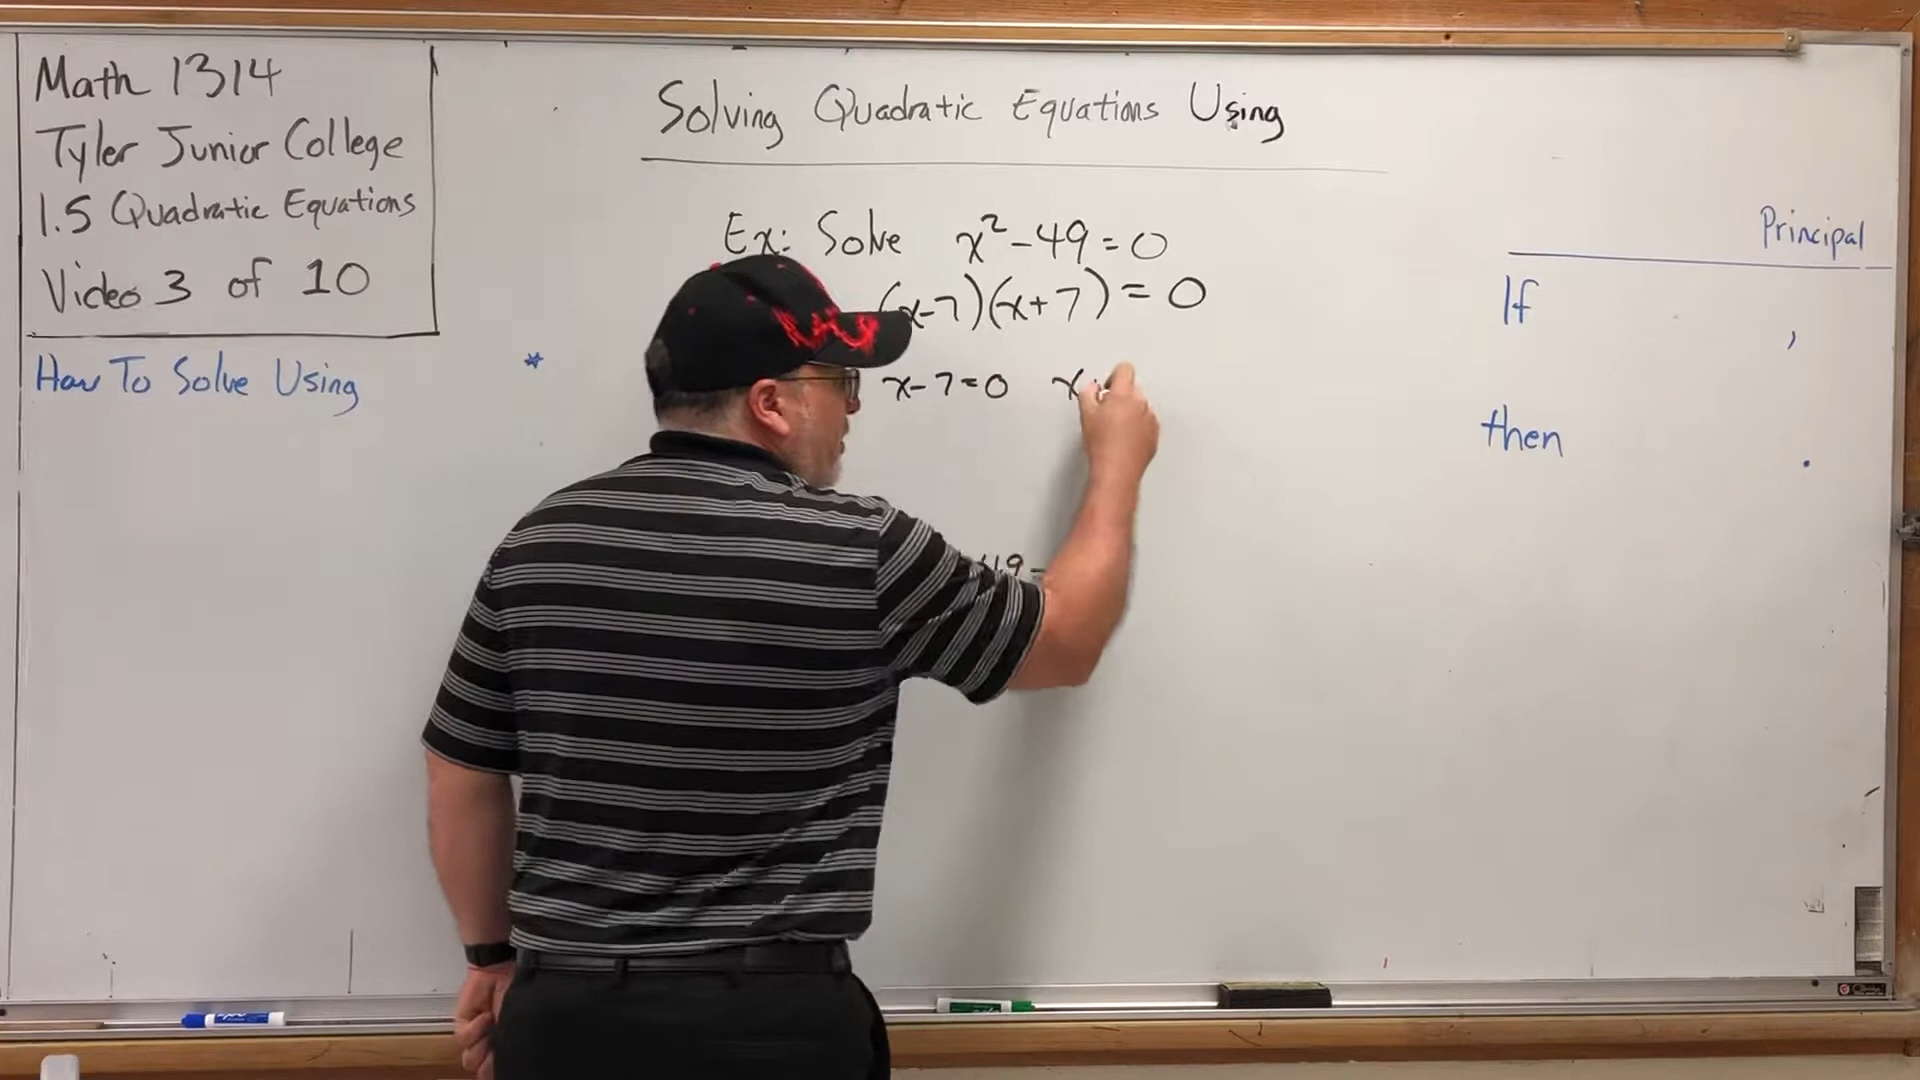 Math 1314
Tyler Junior College
1.5 Quadratic Equations
Video 3 of 10
How To Solve Using
*
Solving Quadratic Equations Using
Ex: Solve x² - 49 = 0
(x-7)(x+7) = 0
x-7=0 x
49 =
Principal
If ,
then .